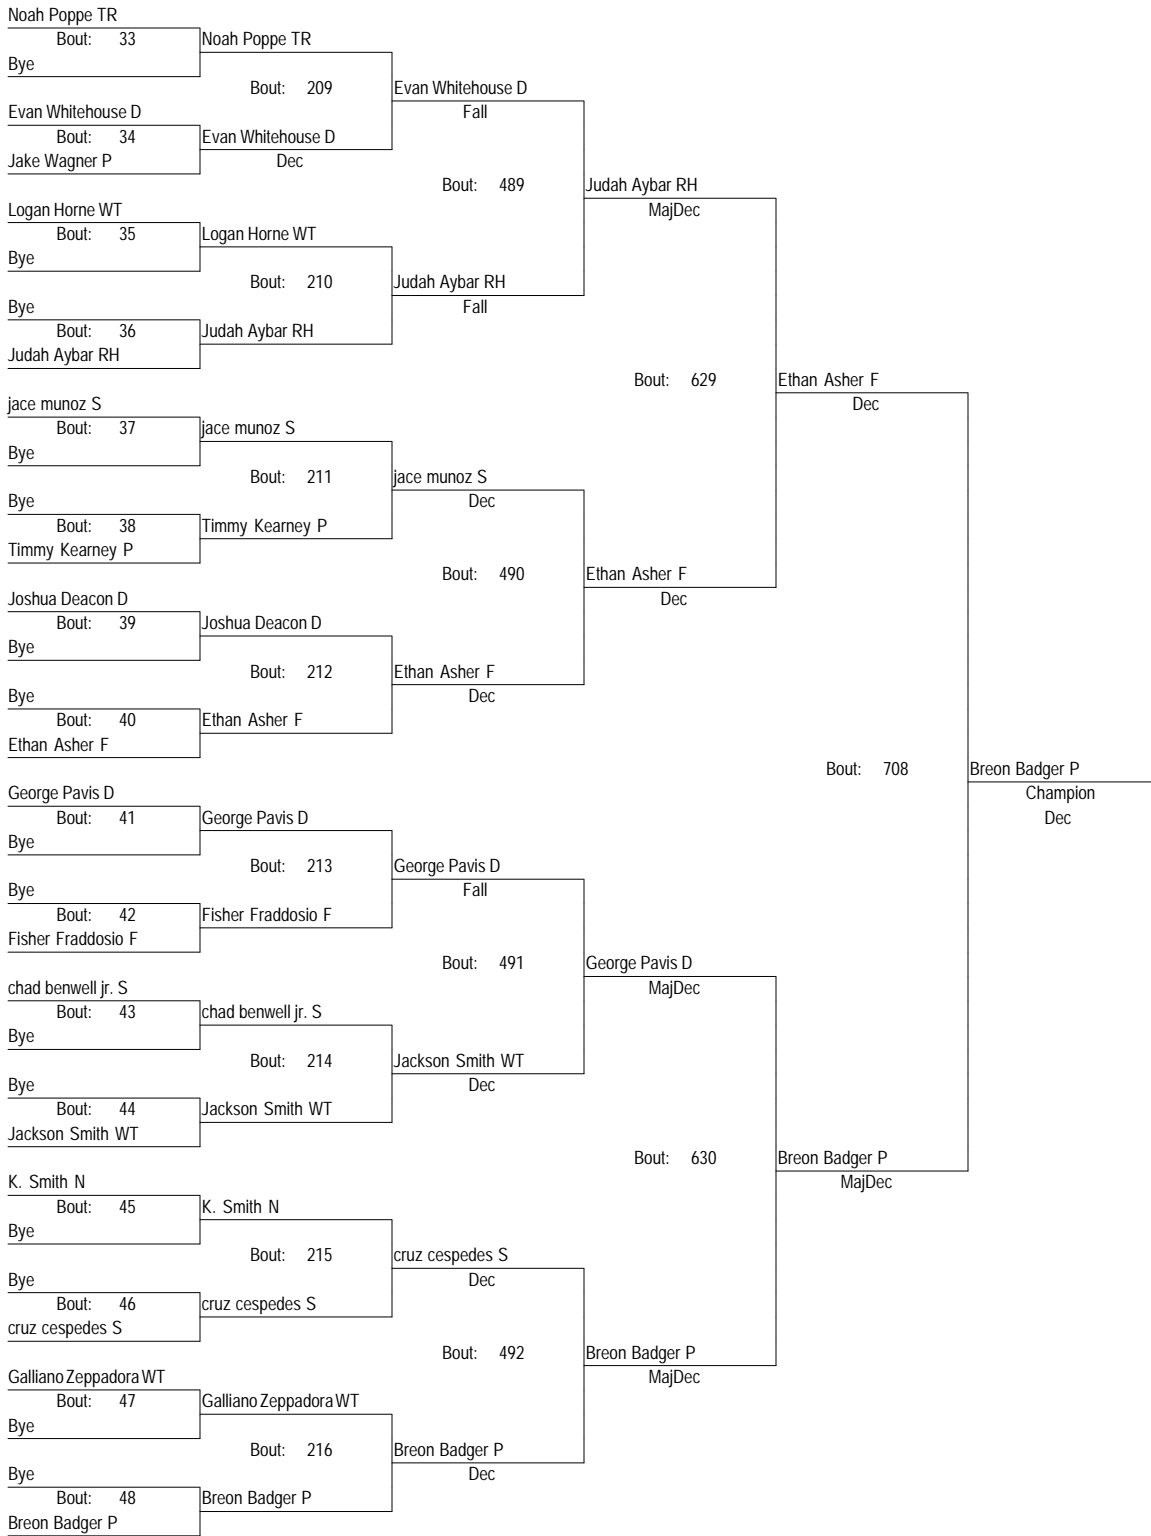 Noah Poppe TR
Bout: 33 Noah Poppe TR
Bye
Bout: 209 Evan Whitehouse D
Evan Whitehouse D Fall
Bout: 34 Evan Whitehouse D
Jake Wagner P Dec
Bout: 489 Judah Aybar RH
Logan Horne WT MajDec
Bout: 35 Logan Horne WT
Bye
Bout: 210 Judah Aybar RH
Bye Fall
Bout: 36 Judah Aybar RH
Judah Aybar RH
Bout: 629 Ethan Asher F
jace munoz S Dec
Bout: 37 jace munoz S
Bye
Bout: 211 jace munoz S
Bye Dec
Bout: 38 Timmy Kearney P
Timmy Kearney P
Bout: 490 Ethan Asher F
Joshua Deacon D Dec
Bout: 39 Joshua Deacon D
Bye
Bout: 212 Ethan Asher F
Bye Dec
Bout: 40 Ethan Asher F
Ethan Asher F
Bout: 708 Breon Badger P
George Pavis D Champion
Bout: 41 George Pavis D Dec
Bye
Bout: 213 George Pavis D
Bye Fall
Bout: 42 Fisher Fraddosio F
Fisher Fraddosio F
Bout: 491 George Pavis D
chad benwell jr. S MajDec
Bout: 43 chad benwell jr. S
Bye
Bout: 214 Jackson Smith WT
Bye Dec
Bout: 44 Jackson Smith WT
Jackson Smith WT
Bout: 630 Breon Badger P
K. Smith N MajDec
Bout: 45 K. Smith N
Bye
Bout: 215 cruz cespedes S
Bye Dec
Bout: 46 cruz cespedes S
cruz cespedes S
Bout: 492 Breon Badger P
Galliano Zeppadora WT MajDec
Bout: 47 Galliano Zeppadora WT
Bye
Bout: 216 Breon Badger P
Bye Dec
Bout: 48 Breon Badger P
Breon Badger P